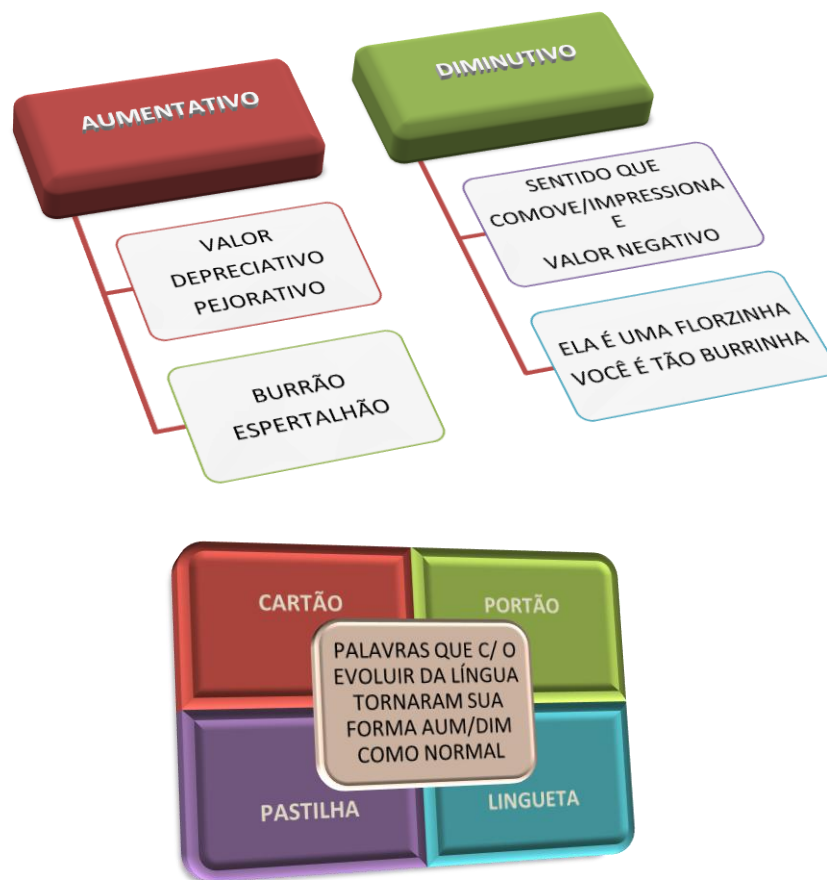 AUMENTATIVO
VALOR
DEPRECIATIVO
PEJORATIVO
BURRÃO
ESPERTALHÃO
DIMINUTIVO
SENTIDO QUE
COMOVE/IMPRESSIONA
E
VALOR NEGATIVO
ELA É UMA FLORZINHA
VOCÊ É TÃO BURRINHA
CARTÃO
PORTÃO
PALAVRAS QUE C/ O
EVOLUIR DA LÍNGUA
TORNARAM SUA
FORMA AUM/DIM
COMO NORMAL
PASTILHA
LINGUETA